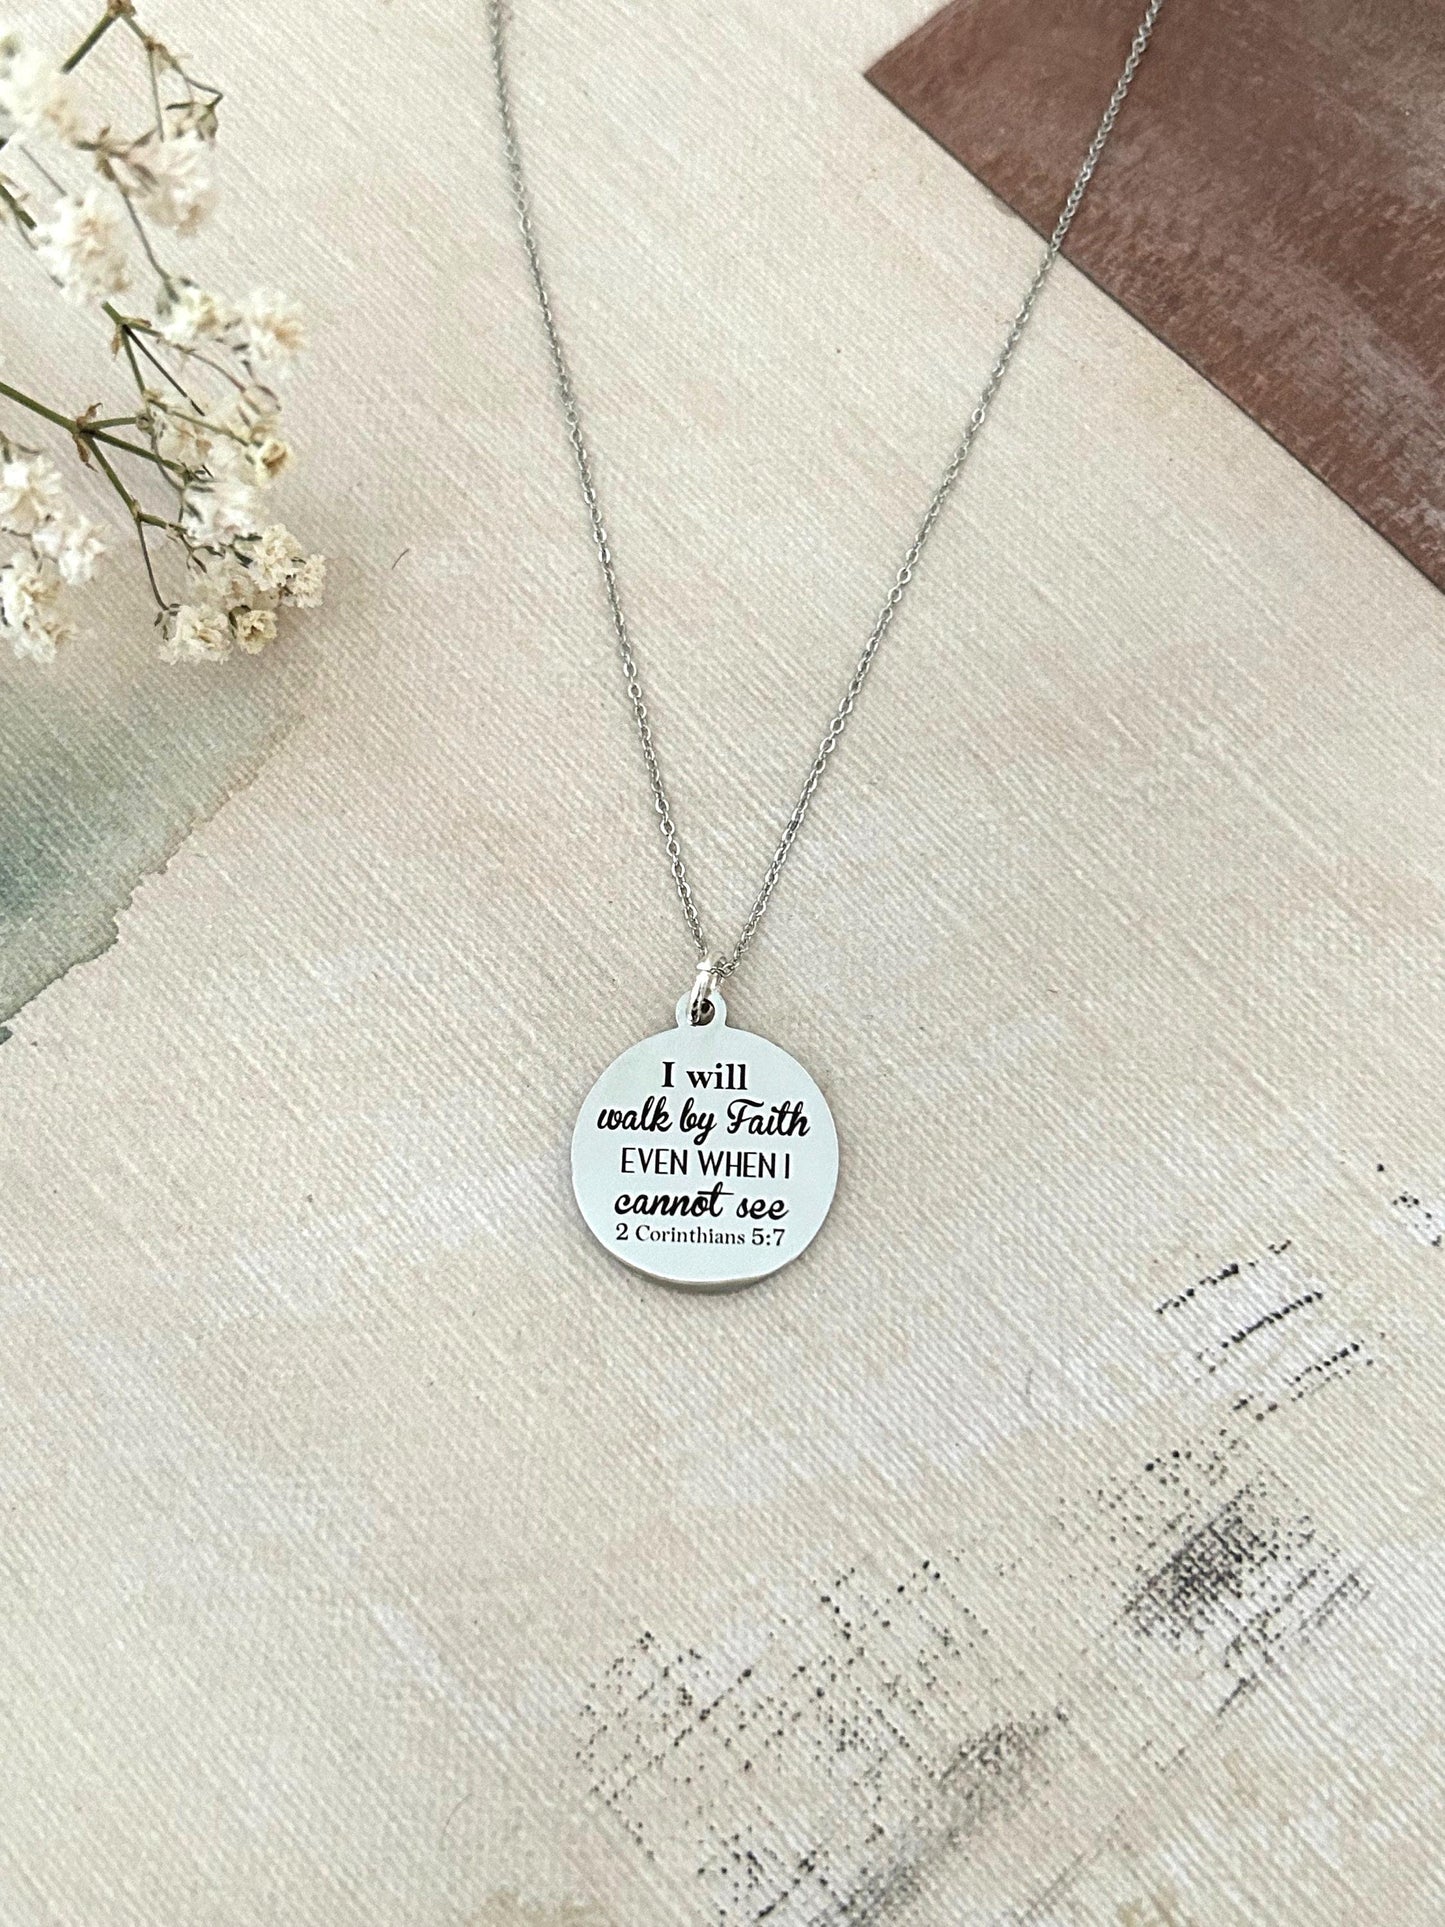 I will
walk by Faith
EVEN WHEN I
cannot see
2 Corinthians 5:7